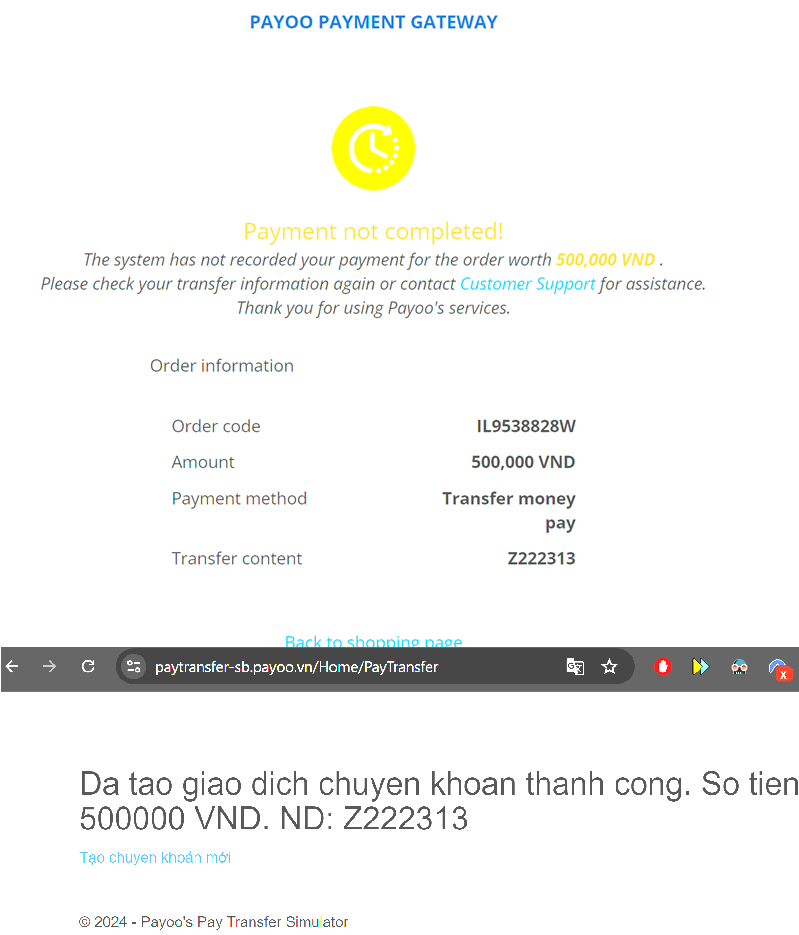 PAYOO PAYMENT GATEWAY
Payment not completed!
The system has not recorded your payment for the order worth 500,000 VND .
Please check your transfer information again or contact Customer Support for assistance.
Thank you for using Payoo's services.
Order information
Order code IL9538828W
Amount 500,000 VND
Payment method Transfer money
pay
Transfer content Z222313
Back to shopping page
paytransfer-sb.payoo.vn/Home/PayTransfer
X
Da tao giao dich chuyen khoan thanh cong. So tien
500000 VND. ND: Z222313
Tạo chuyen khoản mới
© 2024 - Payoo's Pay Transfer Simulator